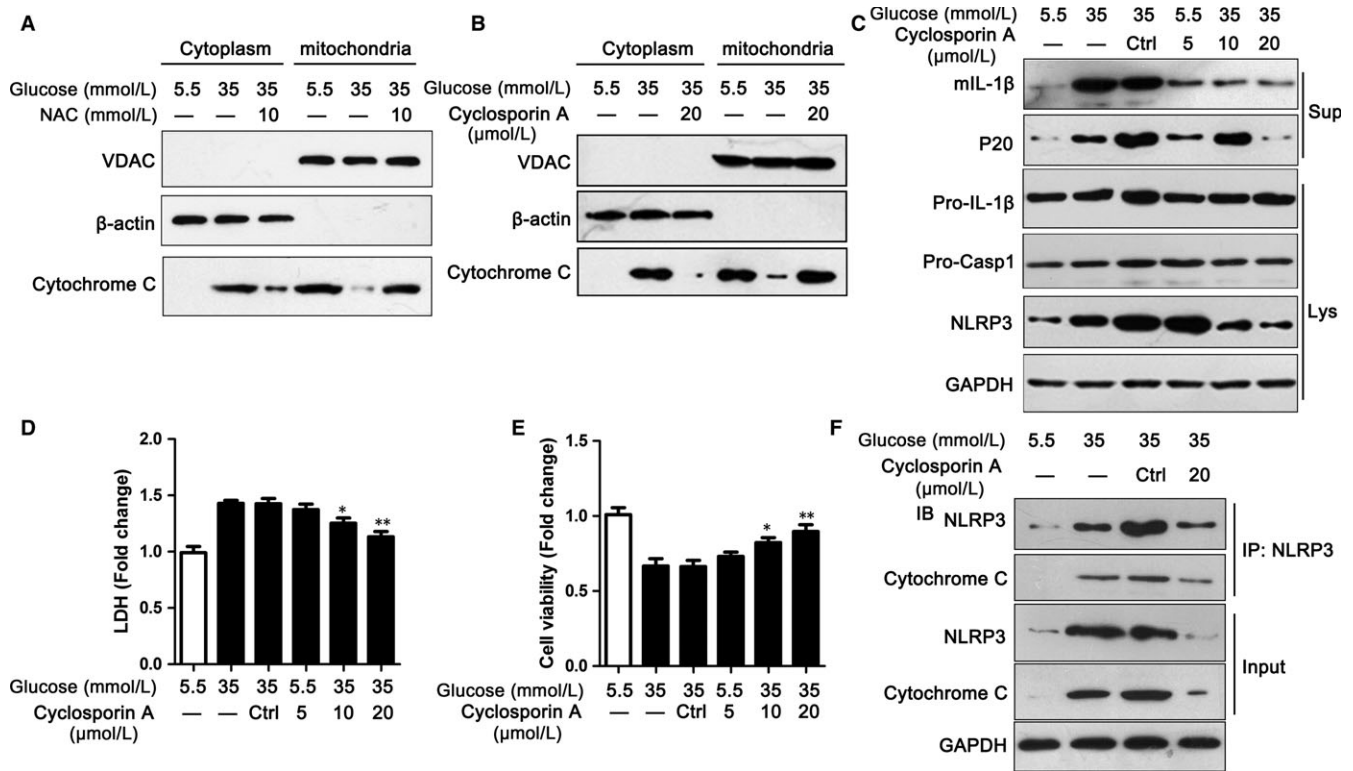 A
Cytoplasm mitochondria
Glucose (mmol/L) 5.5 35 35 5.5 35 35
NAC (mmol/L) — — 10 — — 10
VDAC
β-actin
Cytochrome C
B
Cytoplasm mitochondria
Glucose (mmol/L) 5.5 35 35 5.5 35 35
Cyclosporin A — — 20 — — 20
(μmol/L)
VDAC
β-actin
Cytochrome C
C
Glucose (mmol/L) 5.5 35 35 5.5 35 35
Cyclosporin A — — Ctrl 5 10 20
(μmol/L)
mIL-1β
P20
Sup
Pro-IL-1β
Pro-Casp1
NLRP3
GAPDH
Lys
D
LDH (Fold change)
2.0
1.5
1.0
0.5
0.0
* **
Glucose (mmol/L) 5.5 35 35 5.5 35 35
Cyclosporin A — — Ctrl 5 10 20
(μmol/L)
E
Cell viability (Fold change)
1.5
1.0
0.5
0.0
* **
Glucose (mmol/L) 5.5 35 35 5.5 35 35
Cyclosporin A — — Ctrl 5 10 20
(μmol/L)
F
Glucose (mmol/L) 5.5 35 35 35
Cyclosporin A — — Ctrl 20
(μmol/L)
IB
NLRP3
Cytochrome C
IP: NLRP3
NLRP3
Cytochrome C
Input
GAPDH